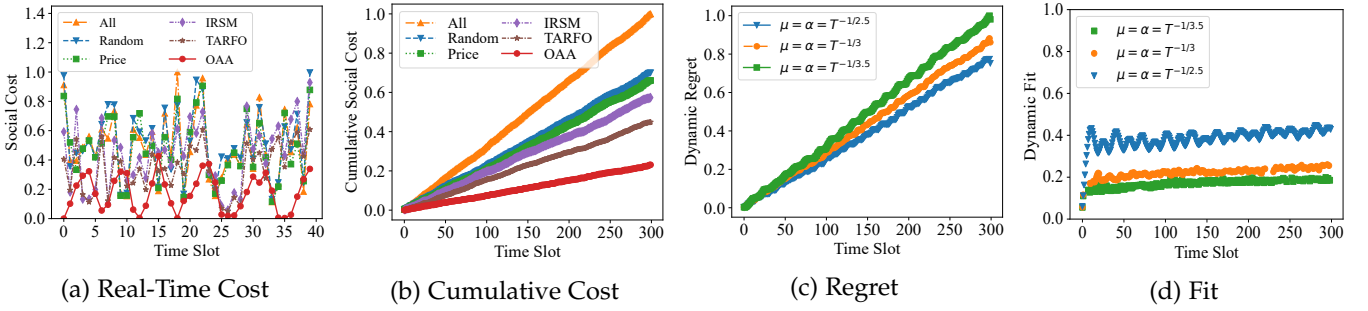 1.4
1.2
1.0
0.8
0.6
0.4
0.2
0.0
Social Cost
All
Random
Price
IRSM
TARFO
OAA
0 5 10 15 20 25 30 35 40
Time Slot
(a) Real-Time Cost
1.0
0.8
0.6
0.4
0.2
0.0
Cumulative Social Cost
All
Random
Price
IRSM
TARFO
OAA
0 50 100 150 200 250 300
Time Slot
(b) Cumulative Cost
1.0
0.8
0.6
0.4
0.2
0.0
Dynamic Regret
μ = α = T^{-1/2.5}
μ = α = T^{-1/3}
μ = α = T^{-1/3.5}
0 50 100 150 200 250 300
Time Slot
(c) Regret
1.0
0.8
0.6
0.4
0.2
0.0
Dynamic Fit
μ = α = T^{-1/3.5}
μ = α = T^{-1/3}
μ = α = T^{-1/2.5}
0 50 100 150 200 250 300
Time Slot
(d) Fit